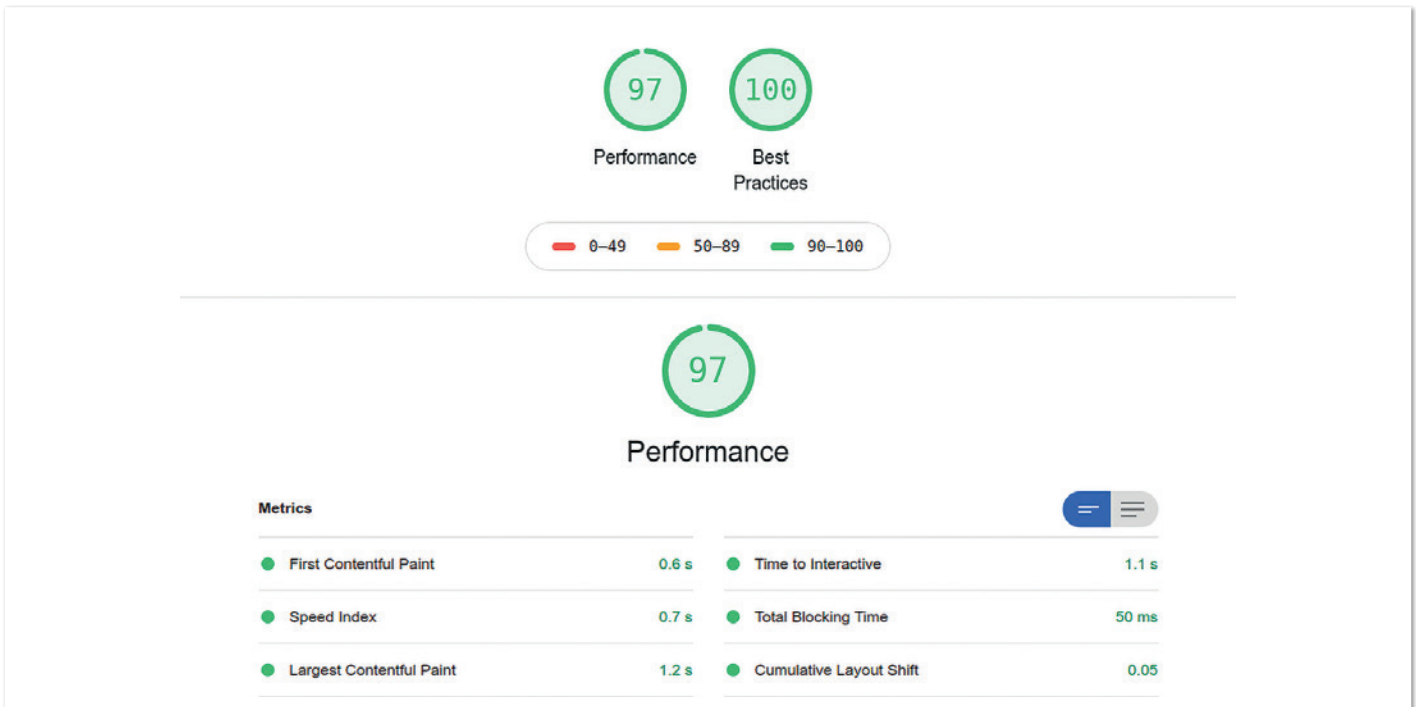 97
100
Performance
Best
Practices
0–49
50–89
90–100
97
Performance
Metrics
First Contentful Paint 0.6 s
Time to Interactive 1.1 s
Speed Index 0.7 s
Total Blocking Time 50 ms
Largest Contentful Paint 1.2 s
Cumulative Layout Shift 0.05